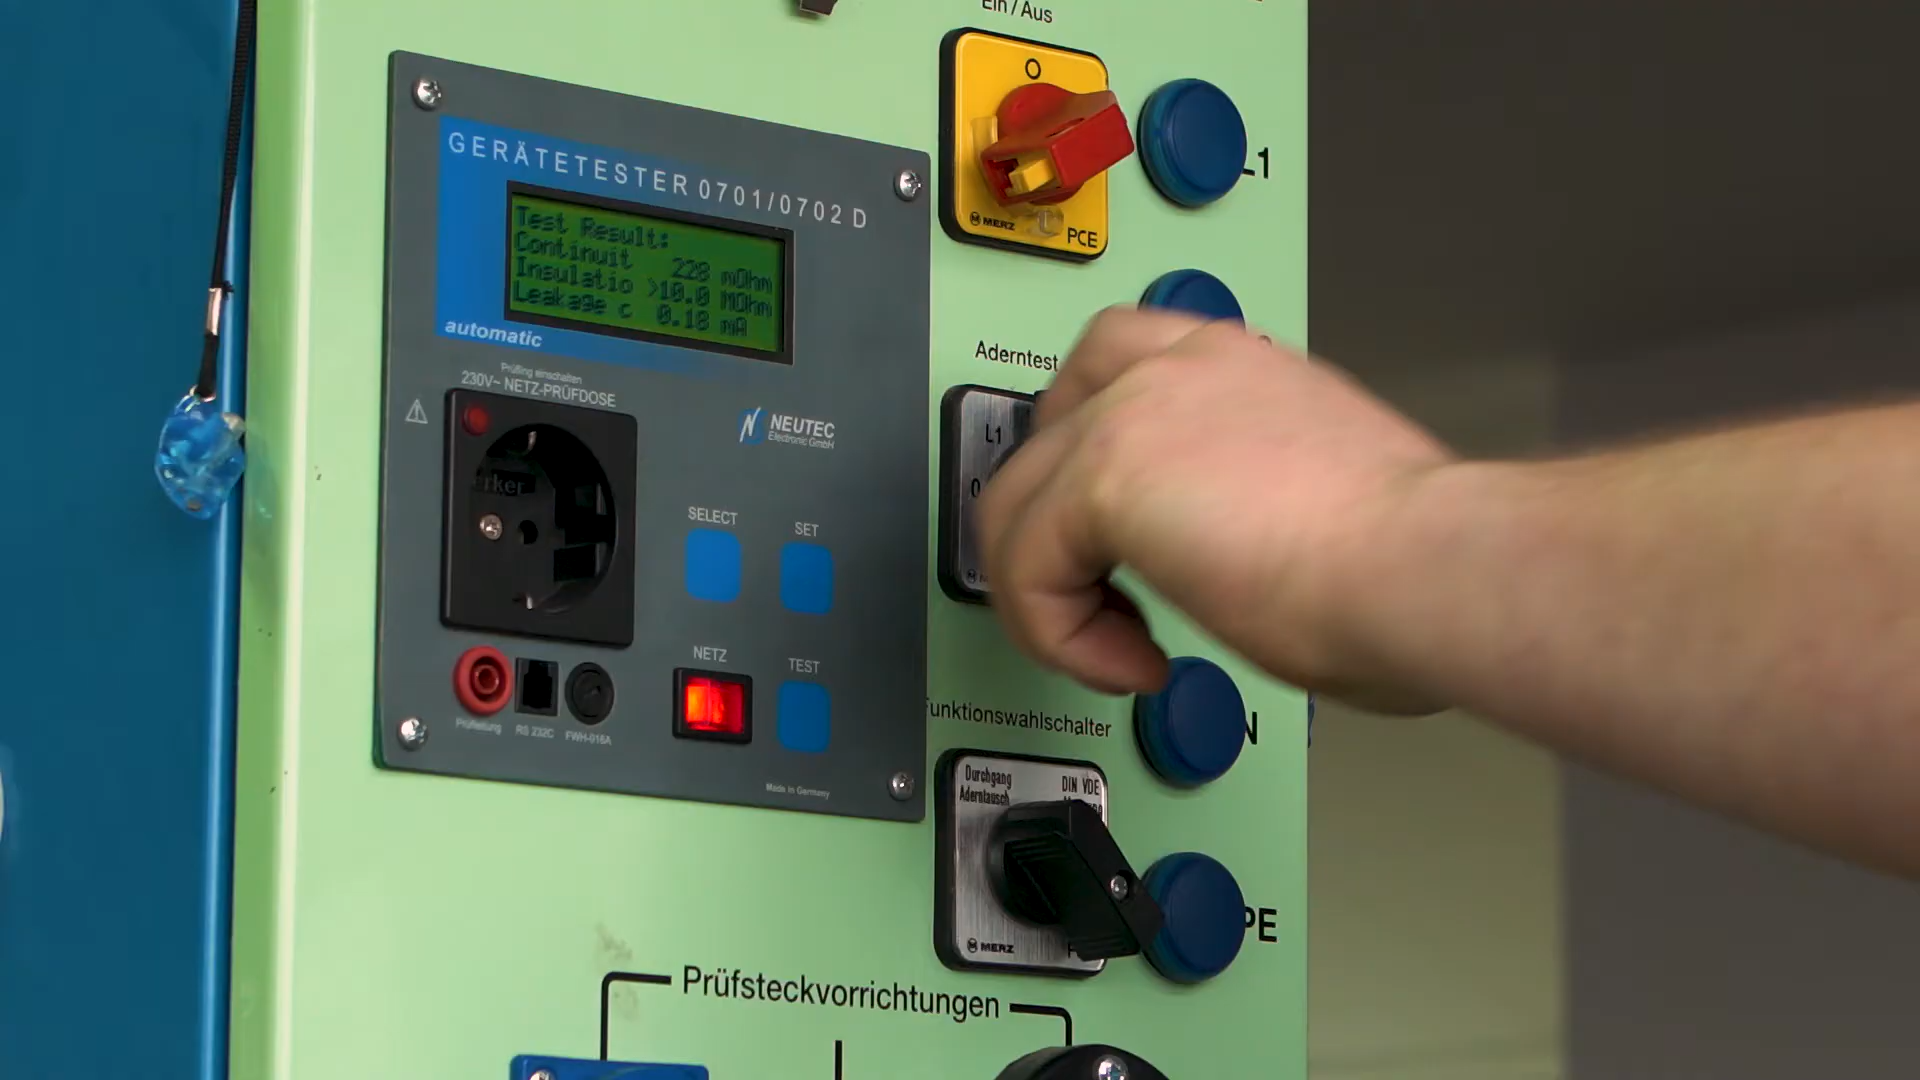 Ein / Aus
O
L1
MERZ
PCE
GERÄTETESTER 0701/0702 D
Test Result:
Continuit 228 mOhm
Insulatio >10.0 MOhm
Leakage c 0.18 mA
automatic
Prüfling einschalten
230V~ NETZ-PRÜFDOSE
NEUTEC
Electronic GmbH
SELECT
SET
NETZ
TEST
Prüfleitung
RS 232C
FWH-016A
Made in Germany
Aderntest
L1
0
N
Funktionswahlschalter
Durchgang
Aderntausch
DIN VDE
MERZ
PE
Prüfsteckvorrichtungen